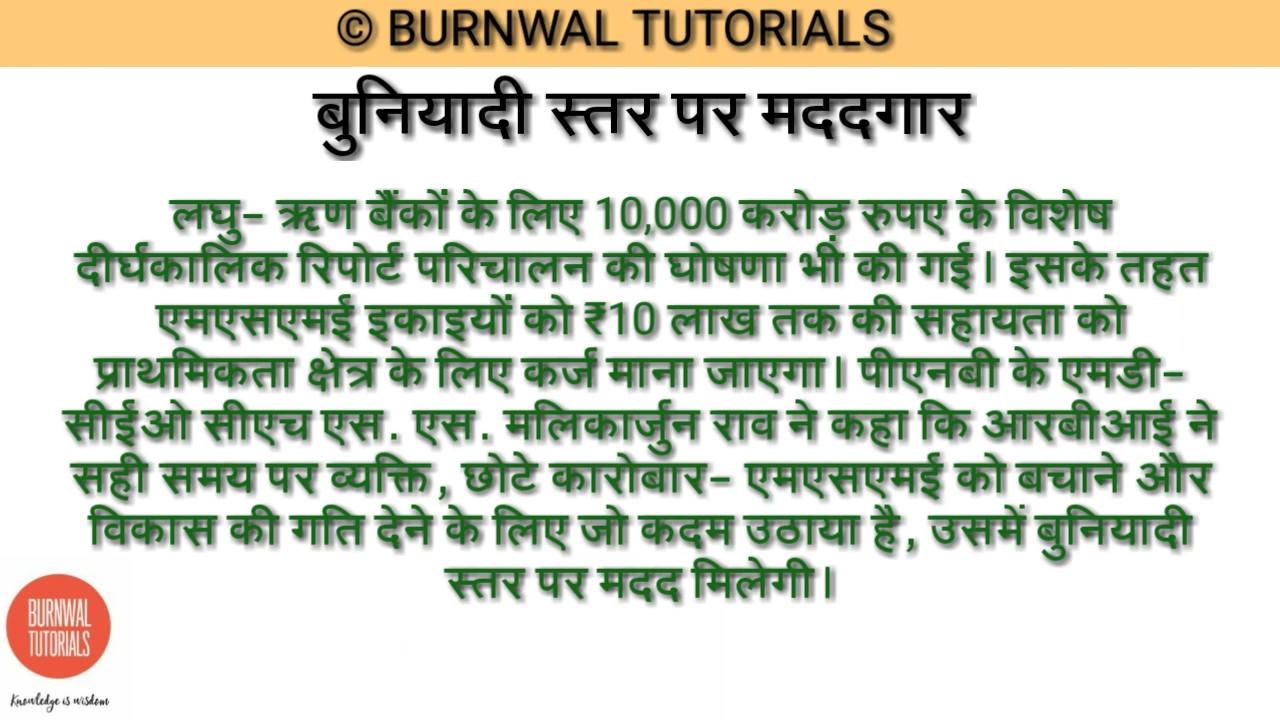 © BURNWAL TUTORIALS
बुनियादी स्तर पर मददगार
लघु- ऋण बैंकों के लिए 10,000 करोड़ रुपए के विशेष
दीर्घकालिक रिपोर्ट परिचालन की घोषणा भी की गई। इसके तहत
एमएसएमई इकाइयों को ₹10 लाख तक की सहायता को
प्राथमिकता क्षेत्र के लिए कर्ज माना जाएगा। पीएनबी के एमडी-
सीईओ सीएच एस. एस. मलिकार्जुन राव ने कहा कि आरबीआई ने
सही समय पर व्यक्ति, छोटे कारोबार- एमएसएमई को बचाने और
विकास की गति देने के लिए जो कदम उठाया है, उसमें बुनियादी
स्तर पर मदद मिलेगी।
BURNWAL
TUTORIALS
Knowledge is wisdom